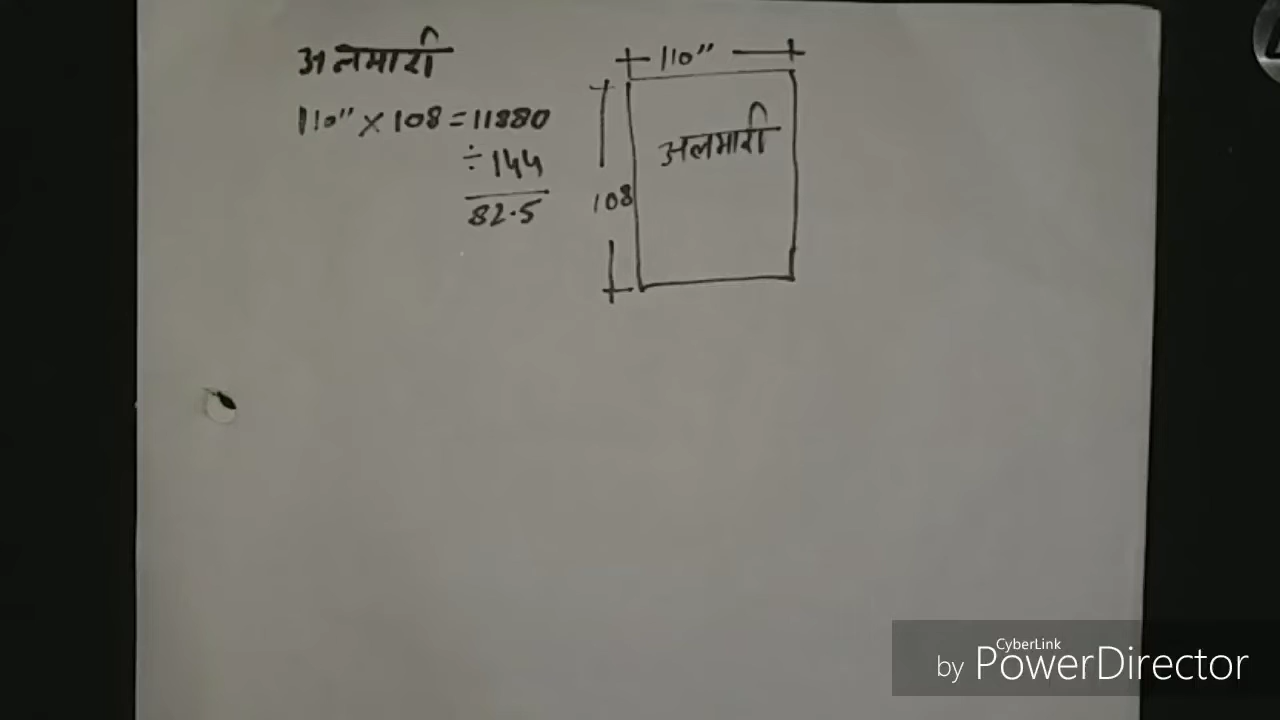 अलमारी
110" × 108 = 11880
÷ 144
82.5
110"
108
अलमारी
CyberLink
by PowerDirector